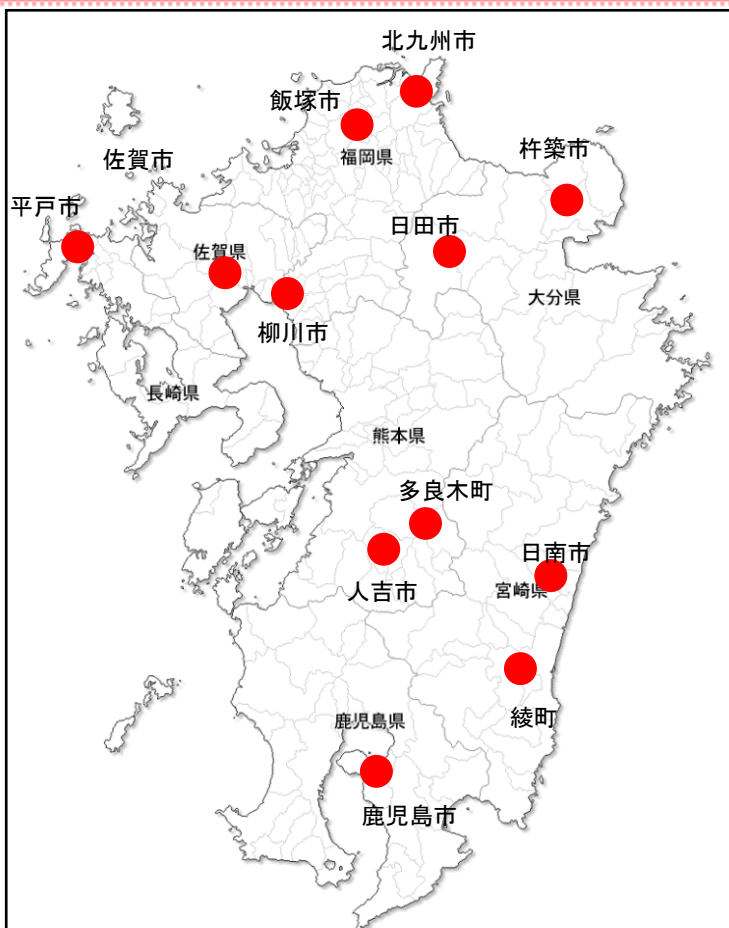 北九州市
飯塚市
福岡県
佐賀市
杵築市
平戸市
日田市
佐賀県
大分県
柳川市
長崎県
熊本県
多良木町
日南市
人吉市
宮崎県
綾町
鹿児島県
鹿児島市